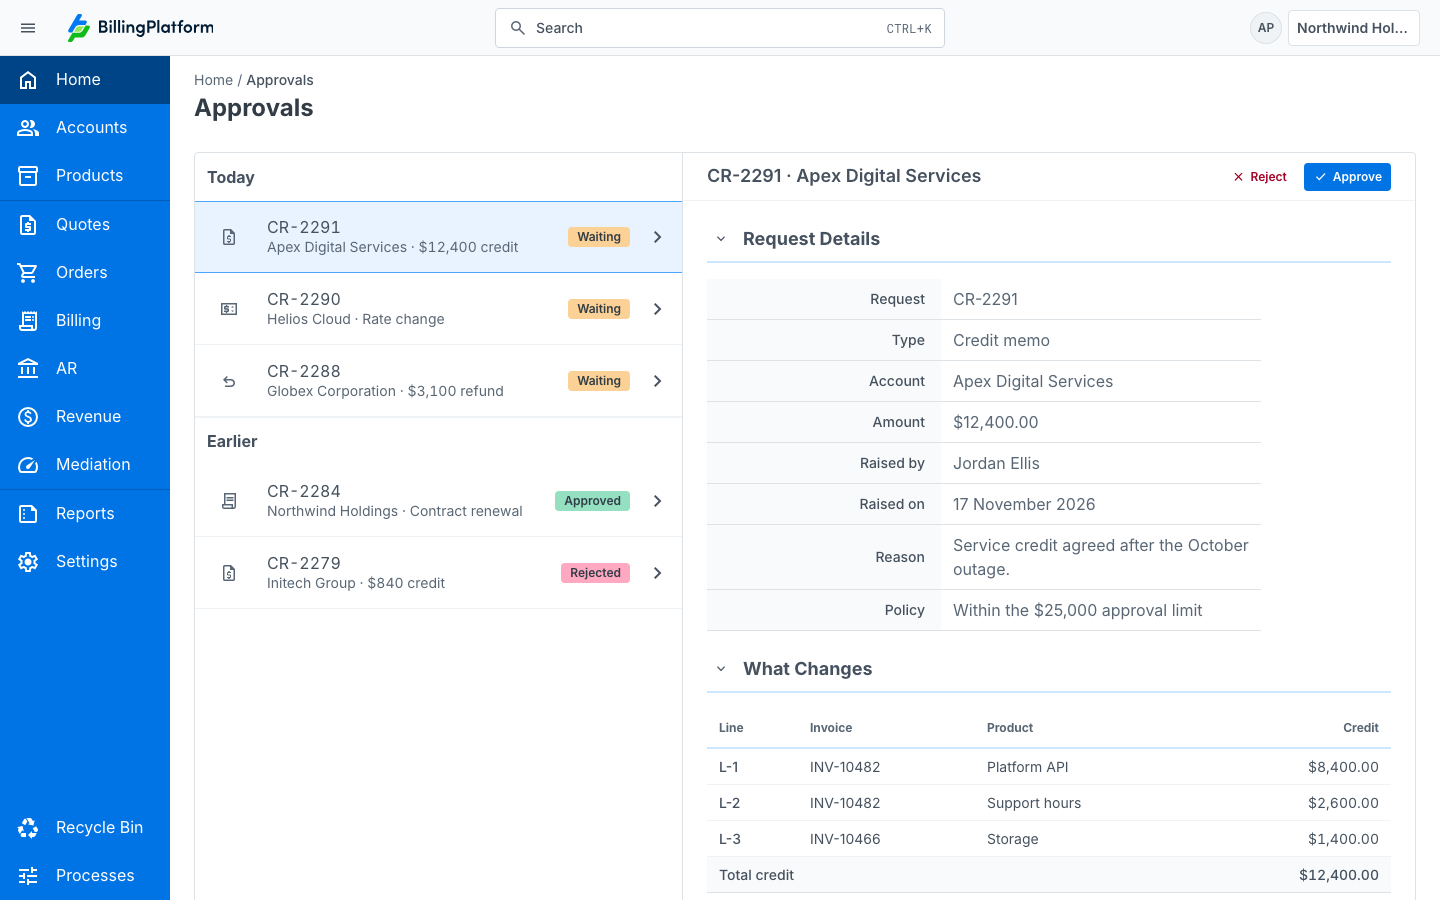 BillingPlatform
Search
CTRL+K
AP
Northwind Hol...
Home
Accounts
Products
Quotes
Orders
Billing
AR
Revenue
Mediation
Reports
Settings
Recycle Bin
Processes
Home / Approvals
Approvals
Today
CR-2291
Apex Digital Services · $12,400 credit
Waiting
CR-2290
Helios Cloud · Rate change
Waiting
CR-2288
Globex Corporation · $3,100 refund
Waiting
Earlier
CR-2284
Northwind Holdings · Contract renewal
Approved
CR-2279
Initech Group · $840 credit
Rejected
CR-2291 · Apex Digital Services
Reject
Approve
Request Details
Request CR-2291
Type Credit memo
Account Apex Digital Services
Amount $12,400.00
Raised by Jordan Ellis
Raised on 17 November 2026
Reason Service credit agreed after the October
outage.
Policy Within the $25,000 approval limit
What Changes
Line Invoice Product Credit
L-1 INV-10482 Platform API $8,400.00
L-2 INV-10482 Support hours $2,600.00
L-3 INV-10466 Storage $1,400.00
Total credit $12,400.00